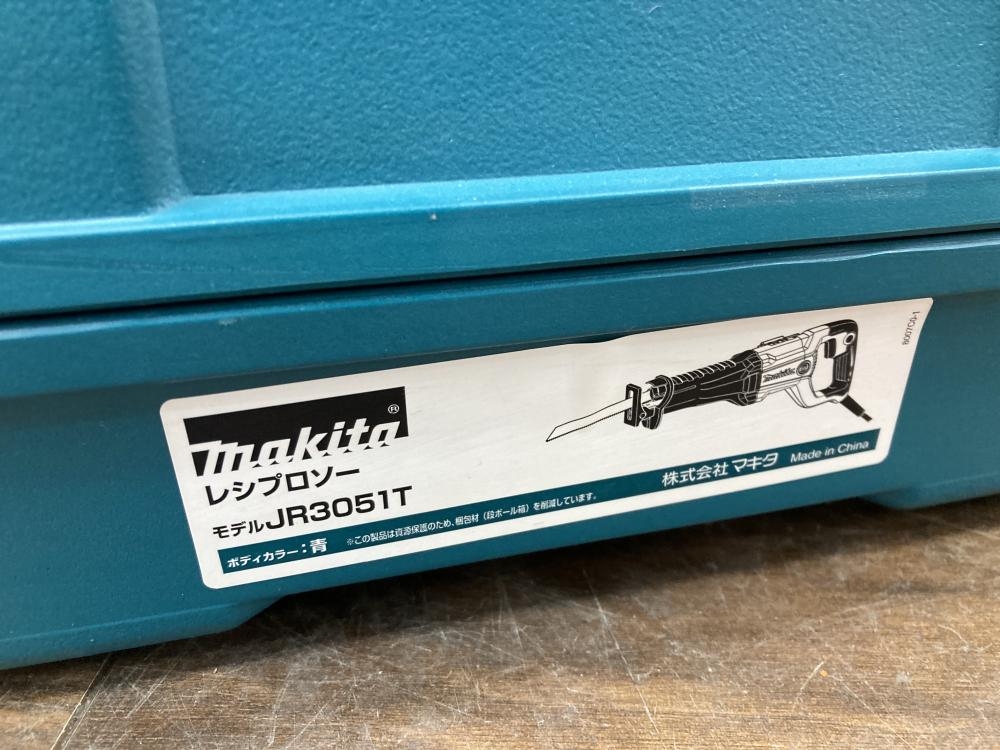 makita®
レシプロソー
モデルJR3051T
ボディカラー：青 ※この製品は資源保護のため、梱包材（段ボール箱）を削減しています。
株式会社マキタ Made in China
makita
8007C0-1